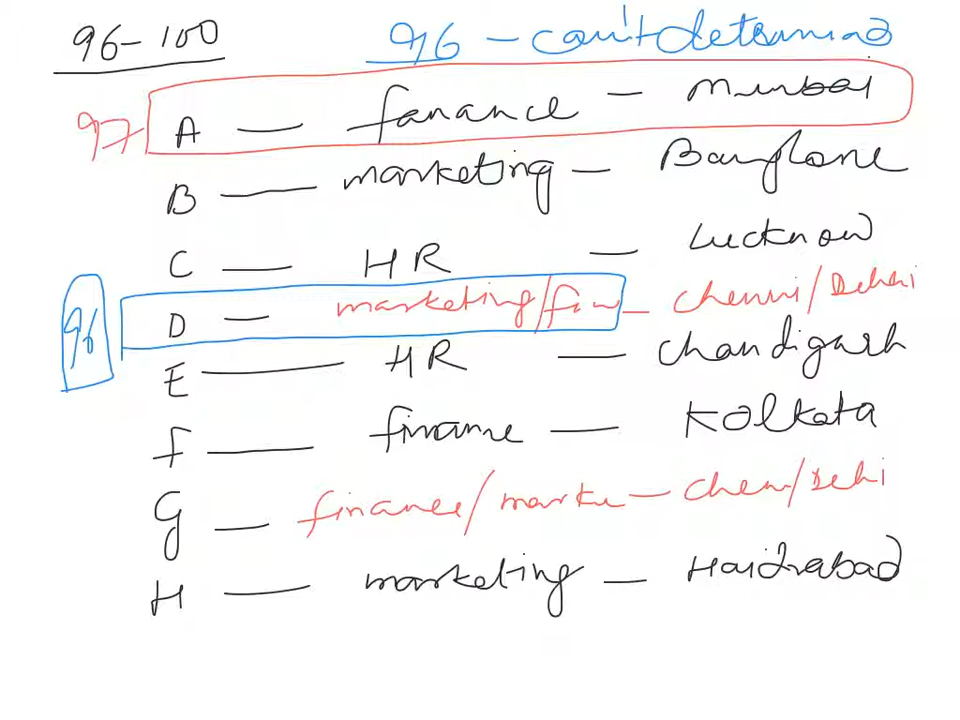 96-100 96 - can't determined
97 A — fanance - Mumbai
B — marketing - Banglore
C — HR - Lucknow
96 D - marketing/fin - chenni/Dehai
E — HR - chandigarh
F — finance - Kolkata
G - finance/marke - chen/Dehi
H — marketing - Haidrabad